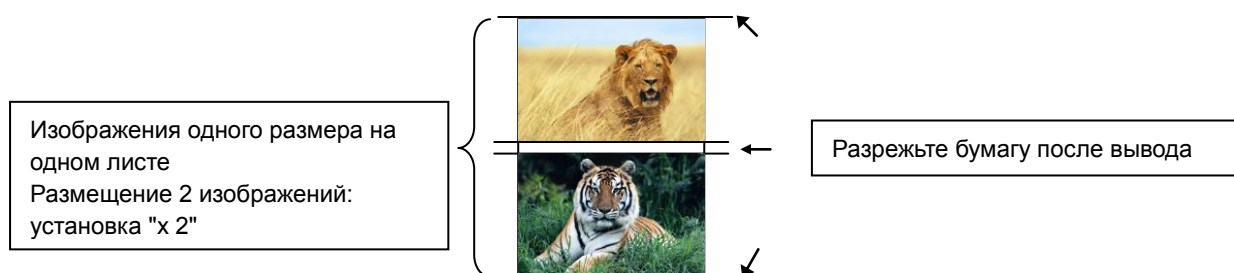 Изображения одного размера на
одном листе
Размещение 2 изображений:
установка "x 2"
Разрежьте бумагу после вывода